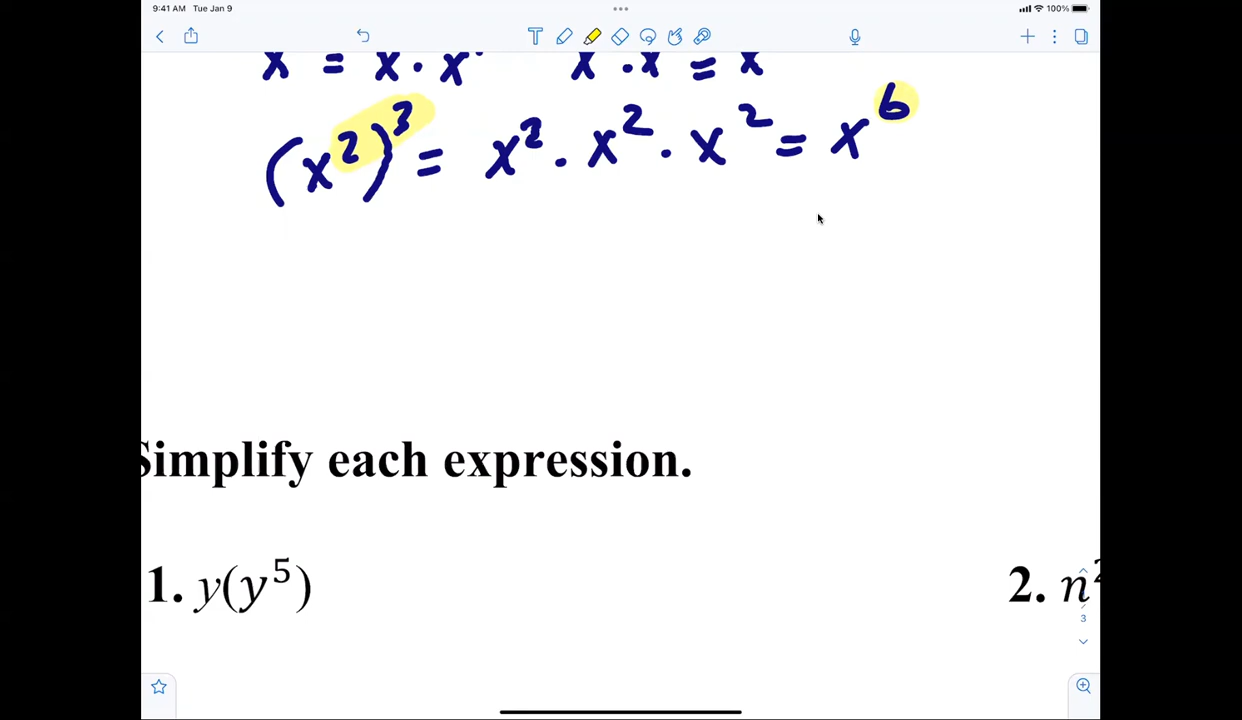 9:41 AM Tue Jan 9
100%
x = x · x x · x = x
(x²)³ = x² · x² · x² = x⁶
Simplify each expression.
1. y(y⁵)
2. n²
3